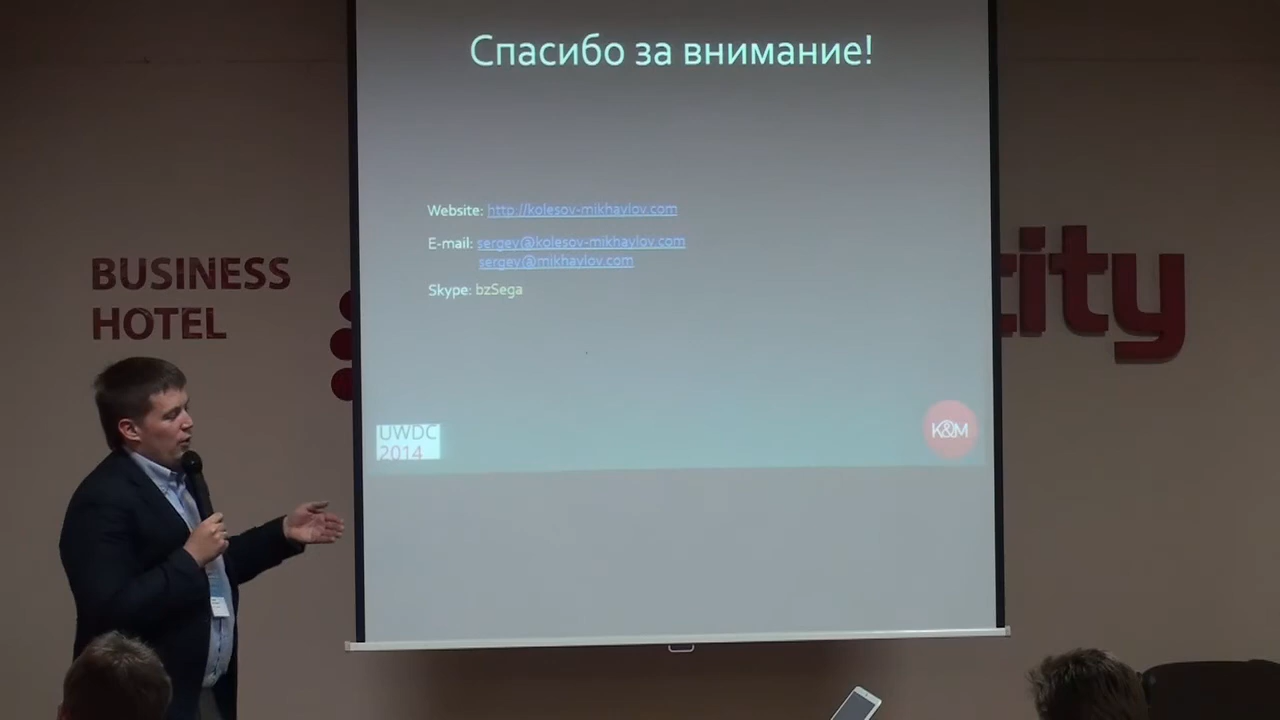 Спасибо за внимание!
Website: http://kolesov-mikhaylov.com
E-mail: sergey@kolesov-mikhaylov.com
sergey@mikhaylov.com
Skype: bzSega
UWDC
2014
K&M
BUSINESS
HOTEL
city